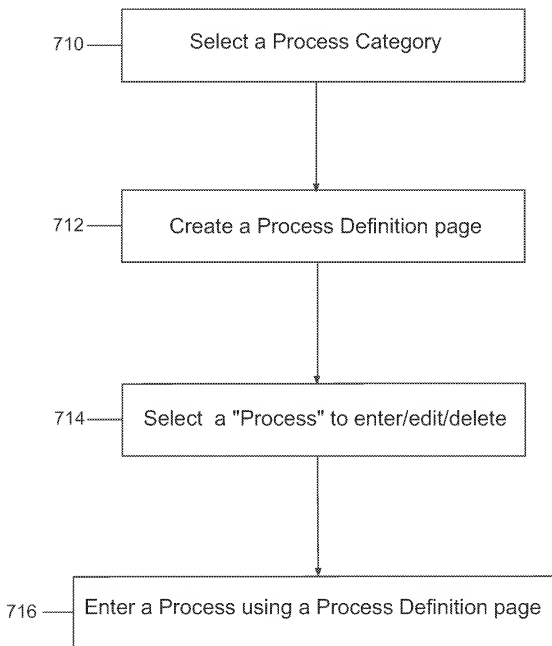 710 Select a Process Category
712 Create a Process Definition page
714 Select a "Process" to enter/edit/delete
716 Enter a Process using a Process Definition page